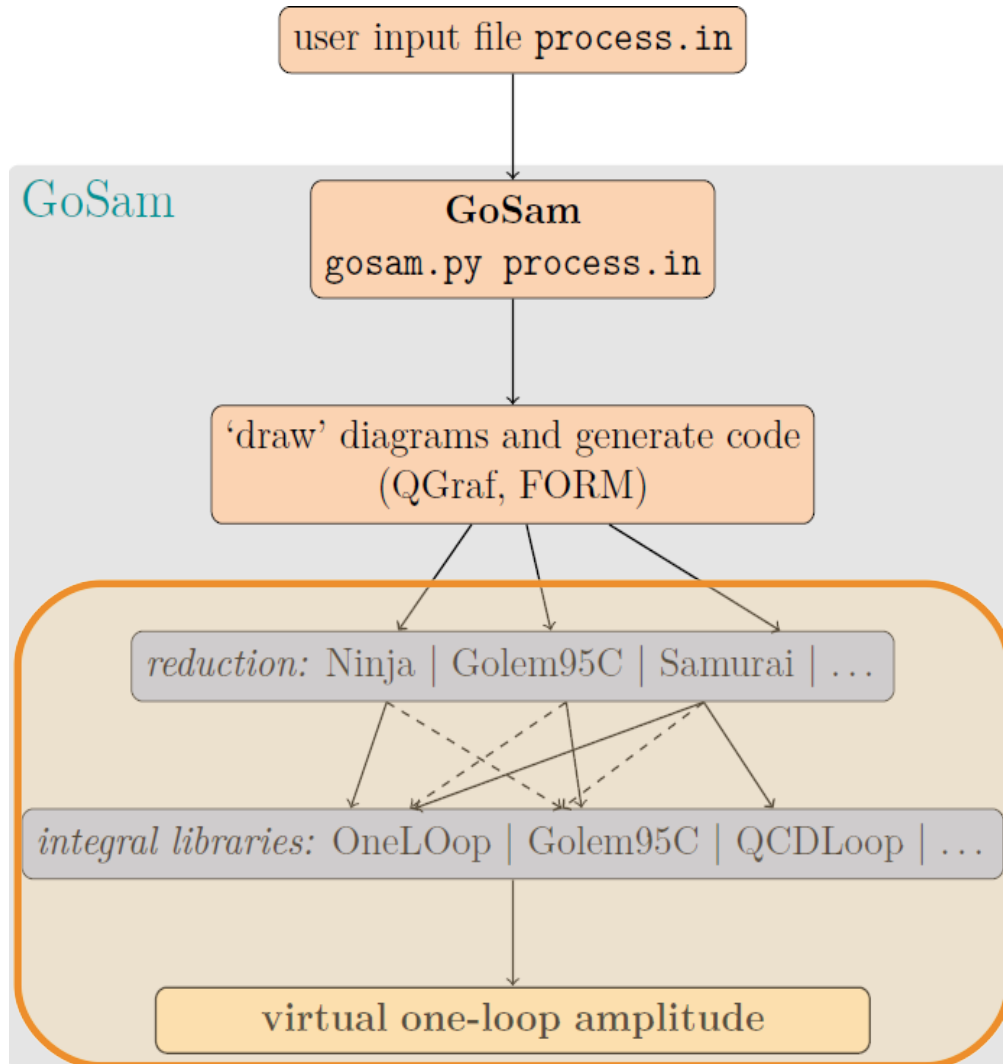 user input file process.in
GoSam
GoSam
gosam.py process.in
‘draw’ diagrams and generate code
(QGraf, FORM)
reduction: Ninja | Golem95C | Samurai | ...
integral libraries: OneLOop | Golem95C | QCDLoop | ...
virtual one-loop amplitude